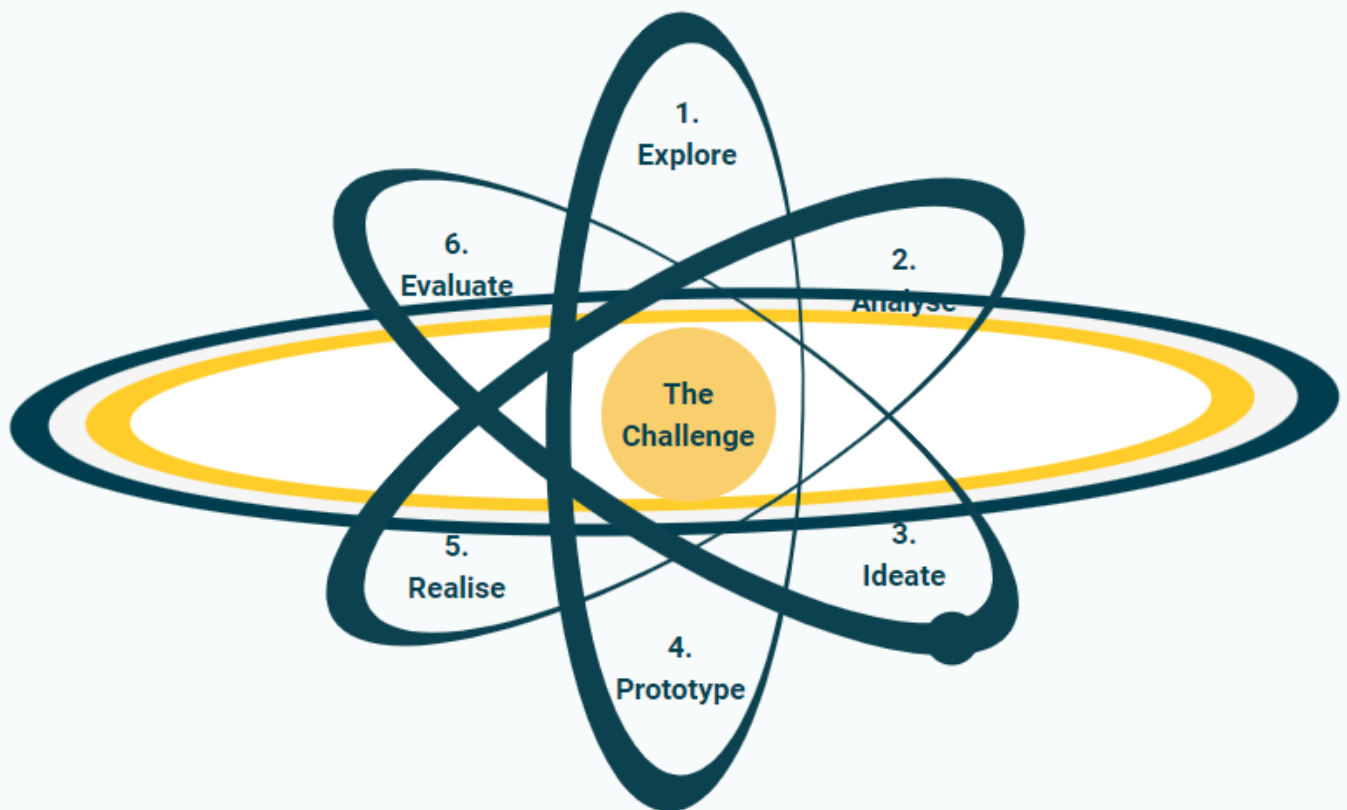 1.
Explore
2.
Analyse
3.
Ideate
4.
Prototype
5.
Realise
6.
Evaluate
The
Challenge